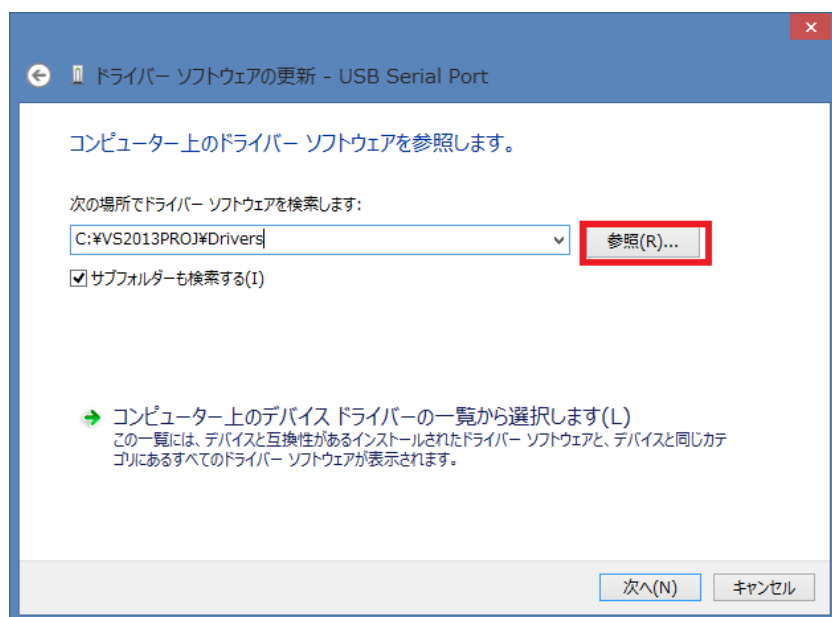 ドライバー ソフトウェアの更新 - USB Serial Port
コンピューター上のドライバー ソフトウェアを参照します。
次の場所でドライバー ソフトウェアを検索します:
C:¥VS2013PROJ¥Drivers
参照(R)...
サブフォルダーも検索する(I)
コンピューター上のデバイス ドライバーの一覧から選択します(L)
この一覧には、デバイスと互換性があるインストールされたドライバー ソフトウェアと、デバイスと同じカテ
ゴリにあるすべてのドライバー ソフトウェアが表示されます。
次へ(N)
キャンセル